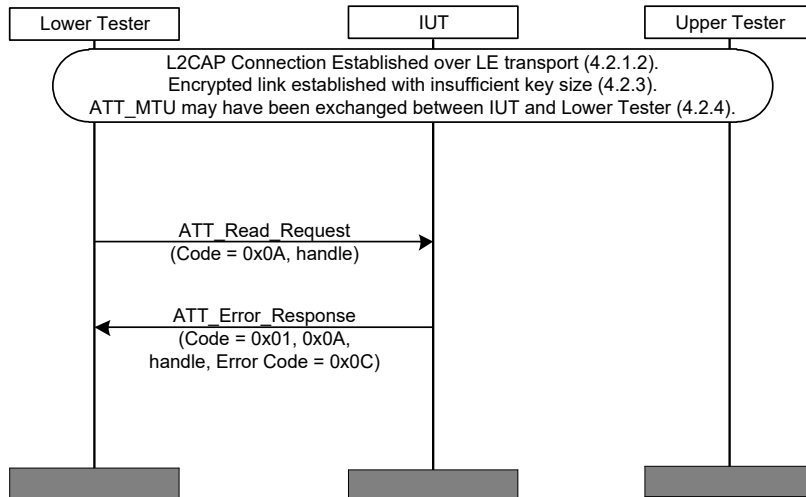 Lower Tester
IUT
Upper Tester
L2CAP Connection Established over LE transport (4.2.1.2).
Encrypted link established with insufficient key size (4.2.3).
ATT_MTU may have been exchanged between IUT and Lower Tester (4.2.4).
ATT_Read_Request
(Code = 0x0A, handle)
ATT_Error_Response
(Code = 0x01, 0x0A,
handle, Error Code = 0x0C)